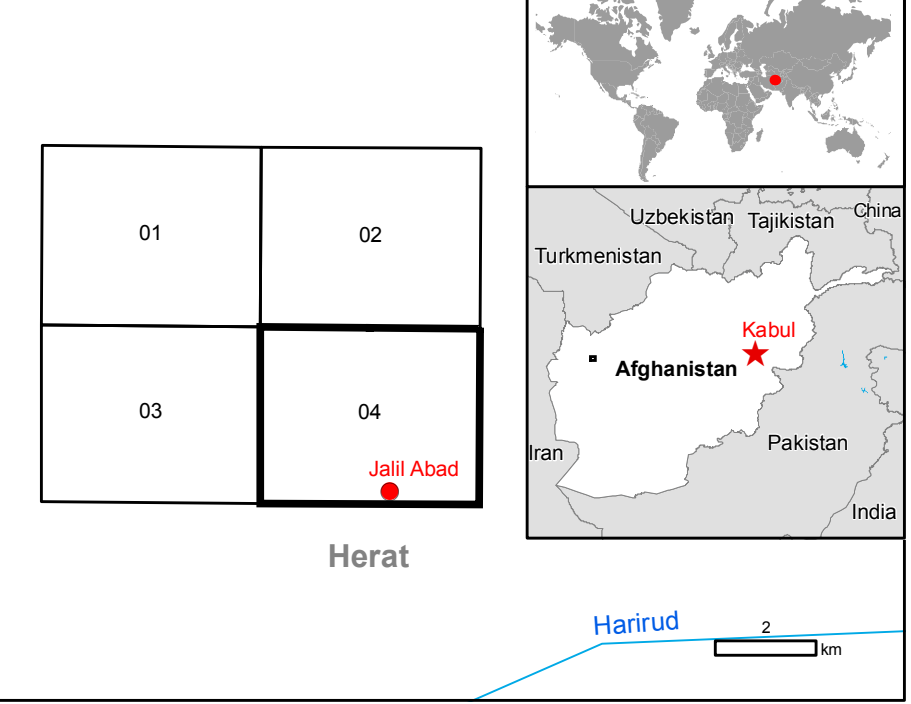 01
02
03
04
Jalil Abad
Herat
Uzbekistan
Tajikistan
China
Turkmenistan
Kabul
Afghanistan
Iran
Pakistan
India
Harirud
2
km